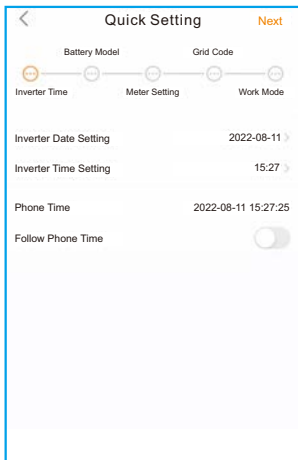 Quick Setting Next
Battery Model Grid Code
Inverter Time Meter Setting Work Mode
Inverter Date Setting 2022-08-11
Inverter Time Setting 15:27
Phone Time 2022-08-11 15:27:25
Follow Phone Time